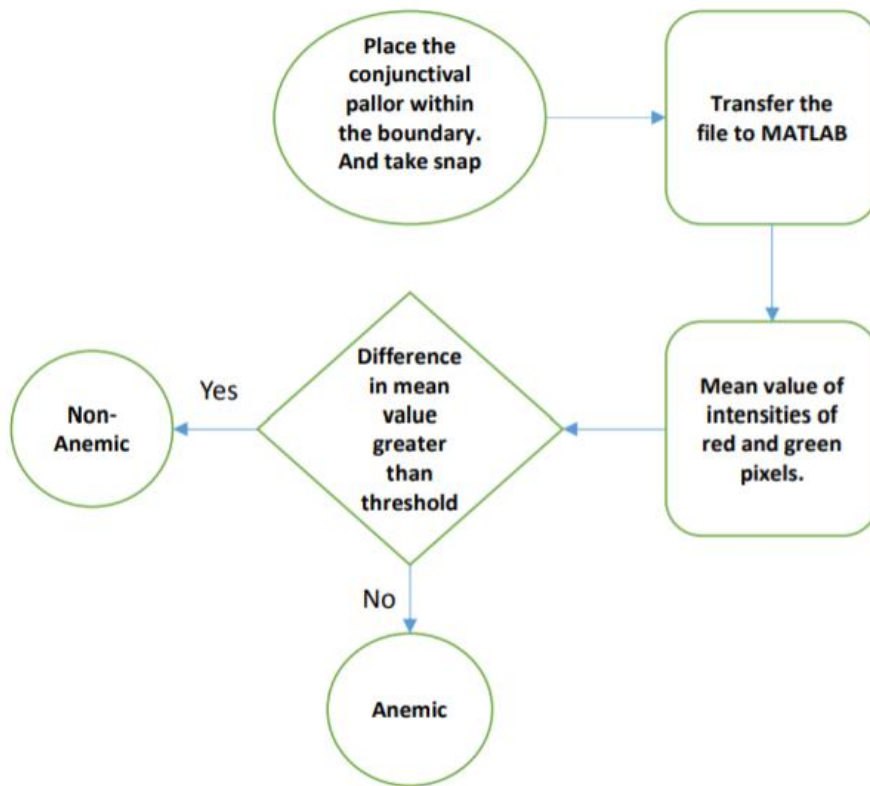 Place the
conjunctival
pallor within
the boundary.
And take snap
Transfer the
file to MATLAB
Mean value of
intensities of
red and green
pixels.
Difference
in mean
value
greater
than
threshold
Yes
Non-
Anemic
No
Anemic